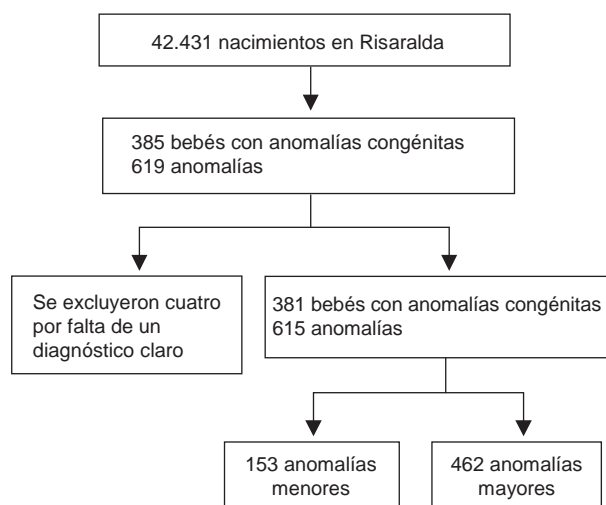 42.431 nacimientos en Risaralda
385 bebés con anomalías congénitas
619 anomalías
Se excluyeron cuatro
por falta de un
diagnóstico claro
381 bebés con anomalías congénitas
615 anomalías
153 anomalías
menores
462 anomalías
mayores